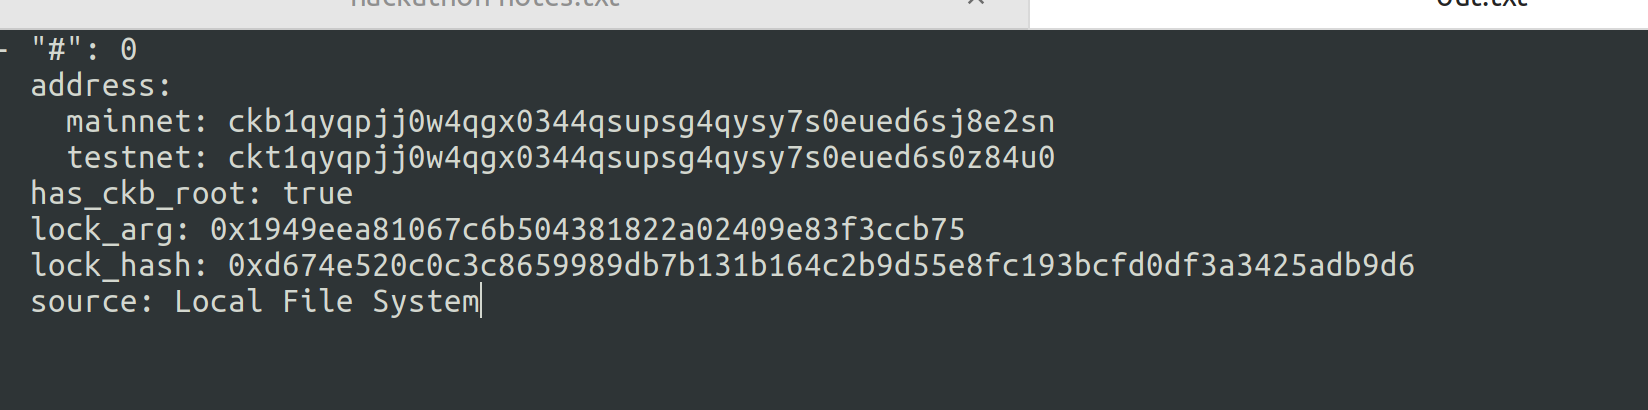 hackathon notes.txt ×
out.txt
- "#": 0
address:
mainnet: ckb1qyqpjj0w4qgx0344qsupsg4qysy7s0eued6sj8e2sn
testnet: ckt1qyqpjj0w4qgx0344qsupsg4qysy7s0eued6s0z84u0
has_ckb_root: true
lock_arg: 0x1949eea81067c6b504381822a02409e83f3ccb75
lock_hash: 0xd674e520c0c3c8659989db7b131b164c2b9d55e8fc193bcfd0df3a3425adb9d6
source: Local File System